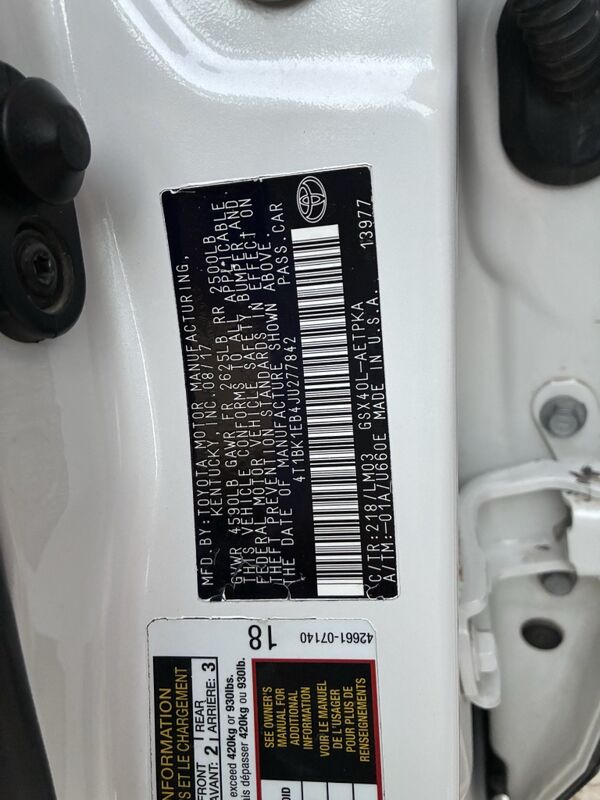 MFD. BY: TOYOTA MOTOR MANUFACTURING,
KENTUCKY, INC. 08/17
GVWR 4590LB GAWR FR 2625LB RR 2500LB
THIS VEHICLE CONFORMS TO ALL APPLICABLE
FEDERAL MOTOR VEHICLE SAFETY, BUMPER AND
THEFT PREVENTION STANDARDS IN EFFECT ON
THE DATE OF MANUFACTURE SHOWN ABOVE.
4T1BK1EB4JU277842 PASS.CAR
C/TR:218/LM03 GSX40L-AETPKA
A/TM:-01A/U660E MADE IN U.S.A. 13977
INFORMATION
S ET LE CHARGEMENT
FRONT 2 REAR 3
AVANT: ARRIÈRE:
exceed 420kg or 930lbs.
ais dépasser 420kg ou 930lb.
18
42661-07140
SEE OWNER'S
MANUAL FOR
ADDITIONAL
INFORMATION
VOIR LE MANUEL
DE L'USAGER
POUR PLUS DE
RENSEIGNEMENTS